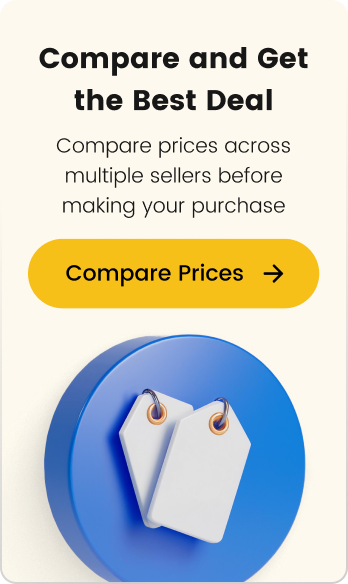 Compare and Get
the Best Deal
Compare prices across
multiple sellers before
making your purchase
Compare Prices